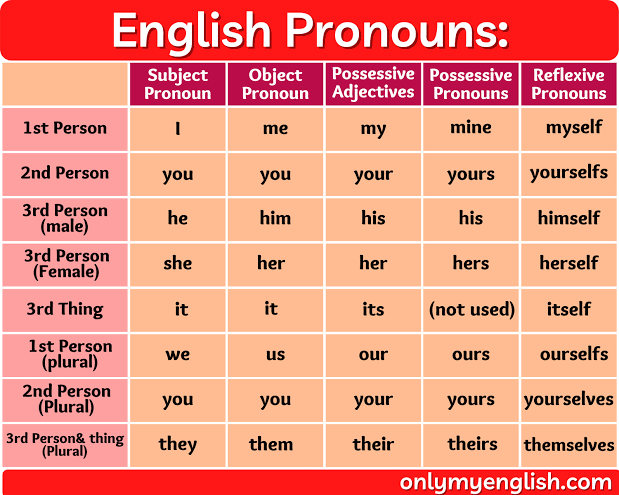 English Pronouns:
Subject Pronoun Object Pronoun Possessive Adjectives Possessive Pronouns Reflexive Pronouns
1st Person I me my mine myself
2nd Person you you your yours yourselfs
3rd Person (male) he him his his himself
3rd Person (Female) she her her hers herself
3rd Thing it it its (not used) itself
1st Person (plural) we us our ours ourselfs
2nd Person (Plural) you you your yours yourselves
3rd Person& thing (Plural) they them their theirs themselves
onlymyenglish.com